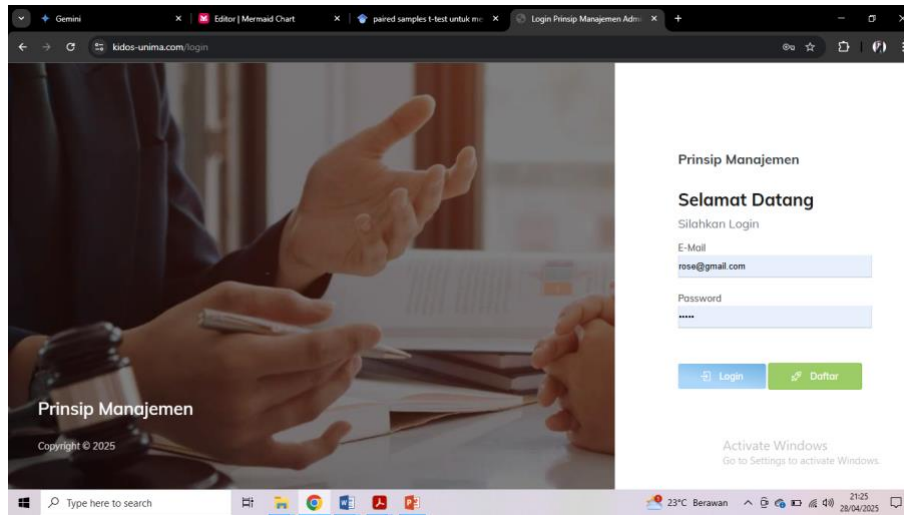 Gemini
Editor | Mermaid Chart
paired samples t-test untuk me
Login Prinsip Manajemen Admi
kidos-unima.com/login
Prinsip Manajemen
Selamat Datang
Silahkan Login
E-Mail
rose@gmail.com
Password
•••••
Login
Daftar
Prinsip Manajemen
Copyright © 2025
Activate Windows
Go to Settings to activate Windows.
Type here to search
23°C Berawan
21:25
28/04/2025